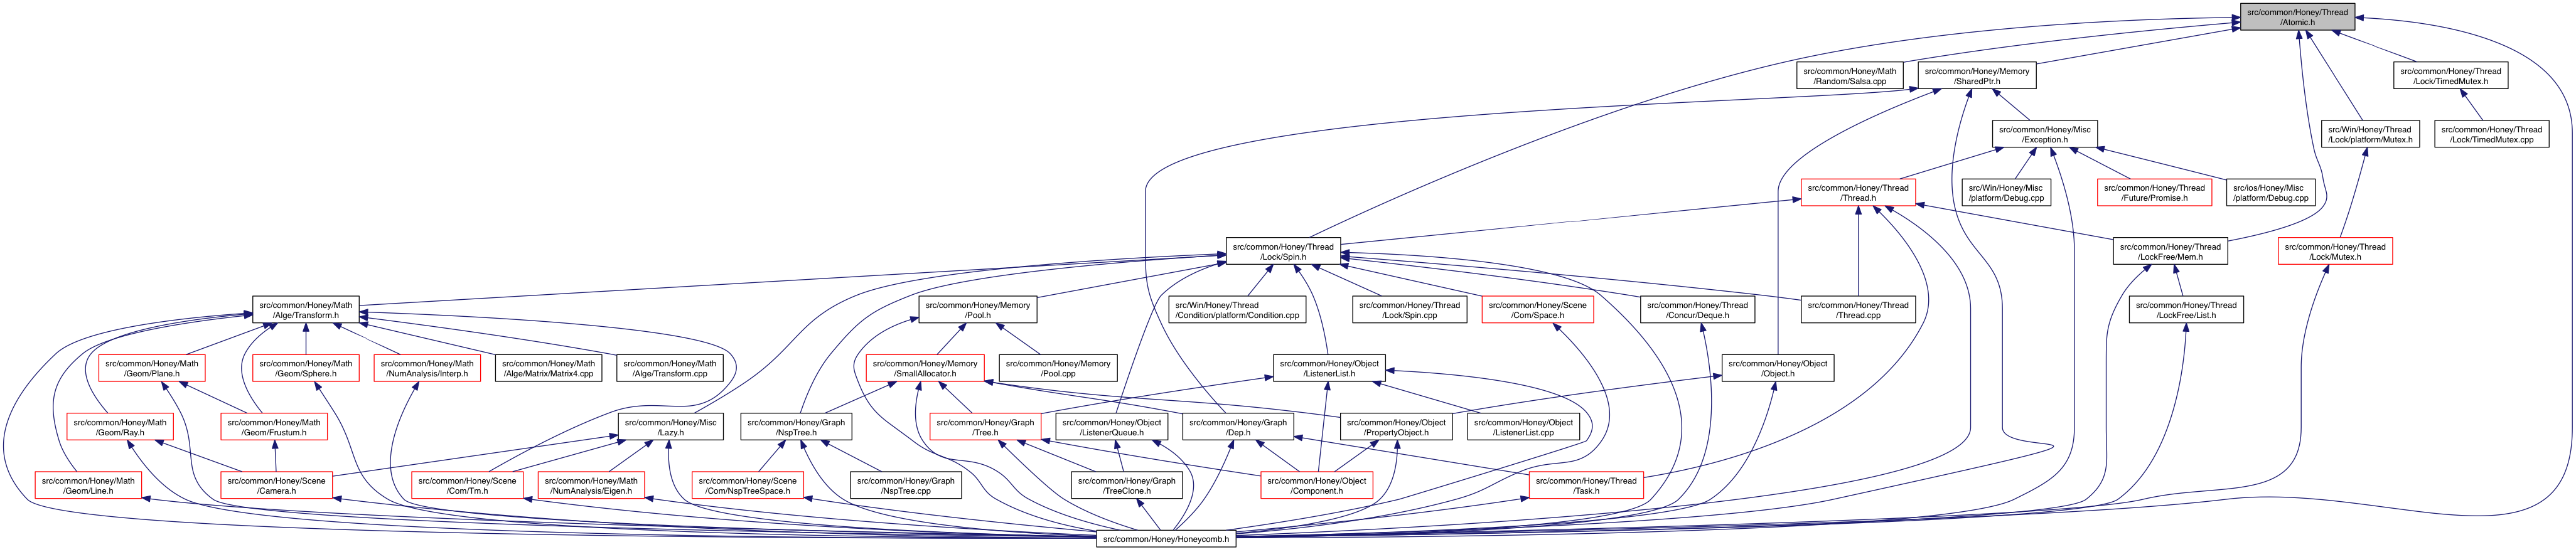 src/common/Honey/Thread
/Atomic.h
src/common/Honey/Math
/Random/Salsa.cpp
src/common/Honey/Memory
/SharedPtr.h
src/common/Honey/Thread
/Lock/TimedMutex.h
src/common/Honey/Misc
/Exception.h
src/Win/Honey/Thread
/Lock/platform/Mutex.h
src/common/Honey/Thread
/Lock/TimedMutex.cpp
src/common/Honey/Thread
/Thread.h
src/Win/Honey/Misc
/platform/Debug.cpp
src/common/Honey/Thread
/Future/Promise.h
src/ios/Honey/Misc
/platform/Debug.cpp
src/common/Honey/Thread
/Lock/Spin.h
src/common/Honey/Thread
/LockFree/Mem.h
src/common/Honey/Thread
/Lock/Mutex.h
src/common/Honey/Math
/Alge/Transform.h
src/common/Honey/Memory
/Pool.h
src/Win/Honey/Thread
/Condition/platform/Condition.cpp
src/common/Honey/Thread
/Lock/Spin.cpp
src/common/Honey/Scene
/Com/Space.h
src/common/Honey/Thread
/Concur/Deque.h
src/common/Honey/Thread
/Thread.cpp
src/common/Honey/Thread
/LockFree/List.h
src/common/Honey/Math
/Geom/Plane.h
src/common/Honey/Math
/Geom/Sphere.h
src/common/Honey/Math
/NumAnalysis/Interp.h
src/common/Honey/Math
/Alge/Matrix/Matrix4.cpp
src/common/Honey/Math
/Alge/Transform.cpp
src/common/Honey/Memory
/SmallAllocator.h
src/common/Honey/Memory
/Pool.cpp
src/common/Honey/Object
/ListenerList.h
src/common/Honey/Object
/Object.h
src/common/Honey/Math
/Geom/Ray.h
src/common/Honey/Math
/Geom/Frustum.h
src/common/Honey/Misc
/Lazy.h
src/common/Honey/Graph
/NspTree.h
src/common/Honey/Graph
/Tree.h
src/common/Honey/Object
/ListenerQueue.h
src/common/Honey/Graph
/Dep.h
src/common/Honey/Object
/PropertyObject.h
src/common/Honey/Object
/ListenerList.cpp
src/common/Honey/Math
/Geom/Line.h
src/common/Honey/Scene
/Camera.h
src/common/Honey/Scene
/Com/Tm.h
src/common/Honey/Math
/NumAnalysis/Eigen.h
src/common/Honey/Scene
/Com/NspTreeSpace.h
src/common/Honey/Graph
/NspTree.cpp
src/common/Honey/Graph
/TreeClone.h
src/common/Honey/Object
/Component.h
src/common/Honey/Thread
/Task.h
src/common/Honey/Honeycomb.h